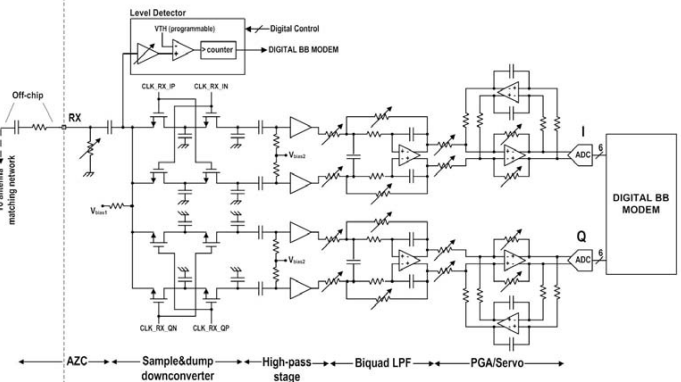 Level Detector
VTH (programmable)
Digital Control
counter
DIGITAL BB MODEM
Off-chip
RX
CLK_RX_IP
CLK_RX_IN
Vbias2
Vbias1
Vbias2
I
ADC
6
Q
ADC
6
DIGITAL BB
MODEM
matching network
CLK_RX_QN
CLK_RX_QP
AZC
Sample&dump
downconverter
High-pass
stage
Biquad LPF
PGA/Servo